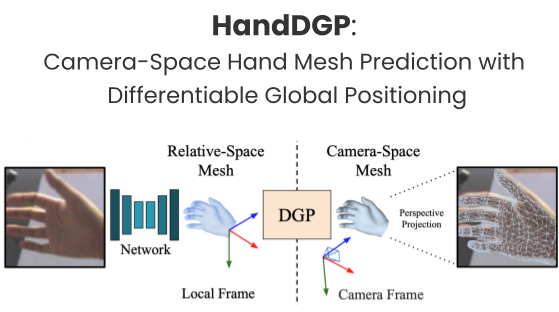 HandDGP:
Camera-Space Hand Mesh Prediction with
Differentiable Global Positioning
Relative-Space
Mesh
Camera-Space
Mesh
DGP
Perspective
Projection
Network
Local Frame
Camera Frame